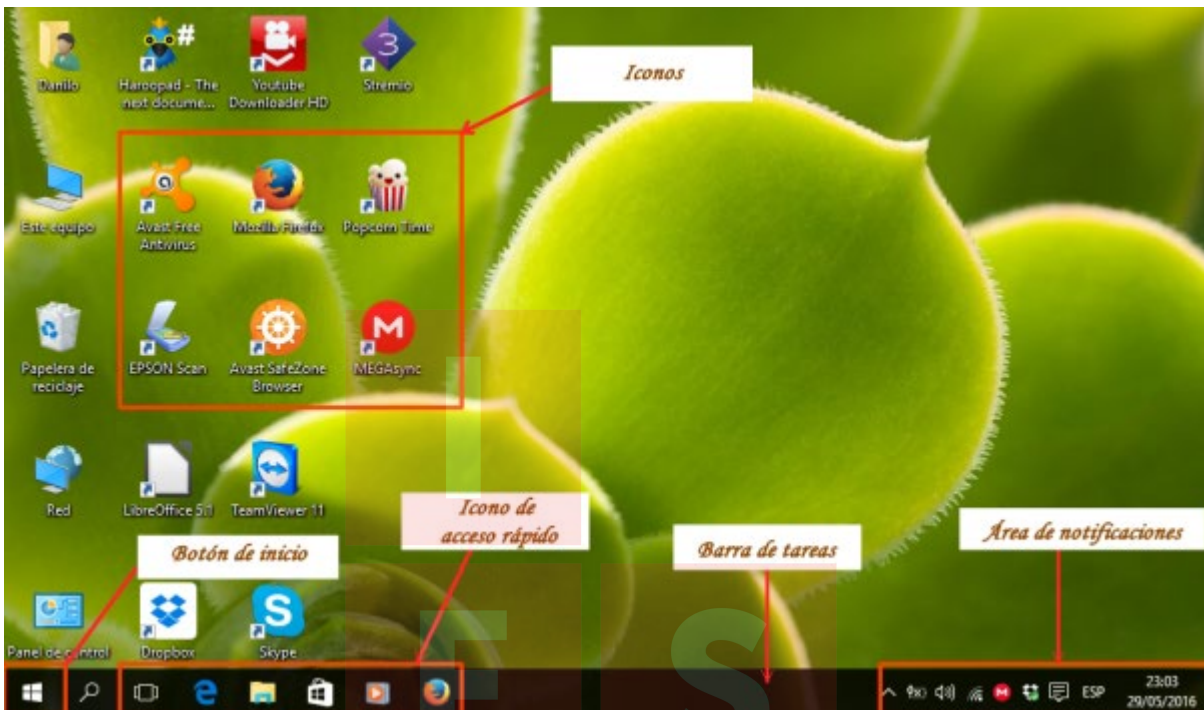 Danilo
Haroopad - The
next docume...
Youtube
Downloader HD
Stremio
Iconos
Este equipo
Avast Free
Antivirus
Mozilla Firefox
Popcorn Time
Papelera de
reciclaje
EPSON Scan
Avast SafeZone
Browser
MEGAsync
Red
LibreOffice 5.1
TeamViewer 11
Icono de
acceso rápido
Botón de inicio
Barra de tareas
Área de notificaciones
Panel de control
Dropbox
Skype
ESP
23:03
29/05/2016